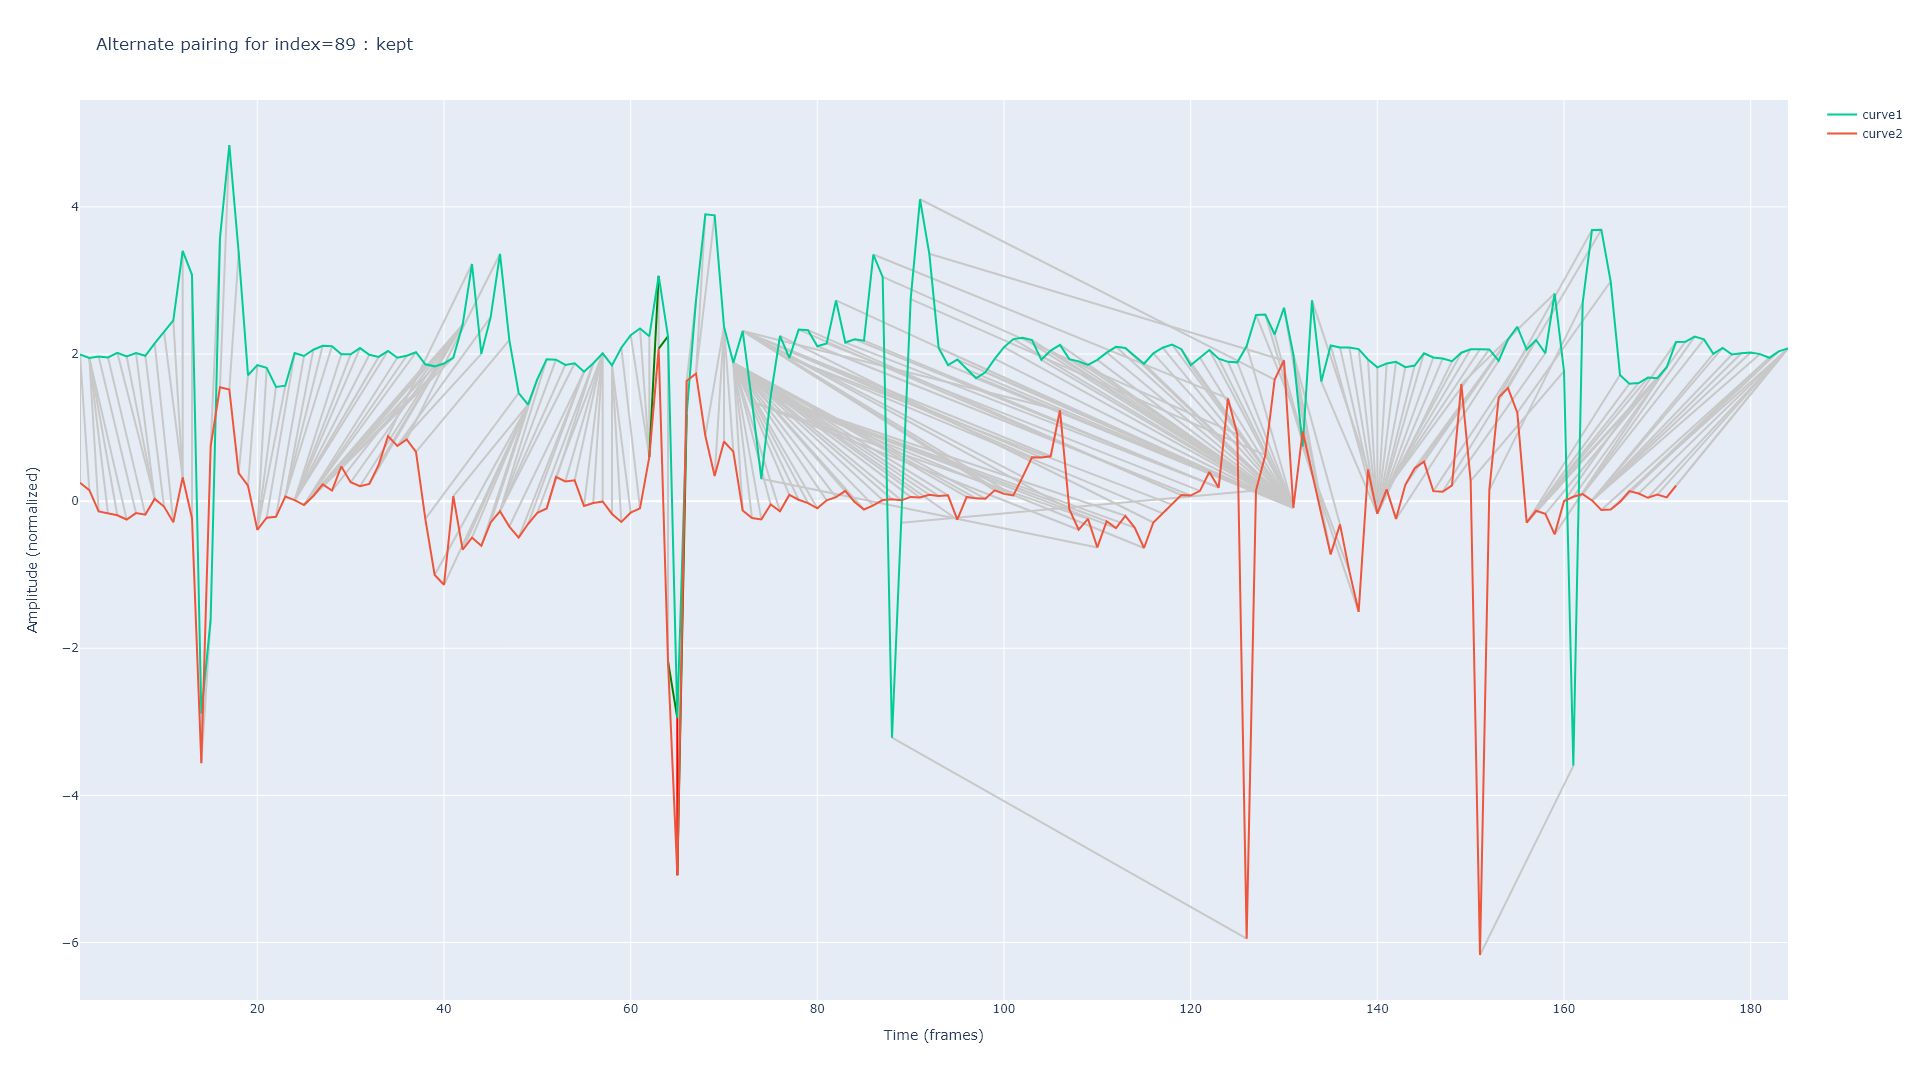 Alternate pairing for index=89 : kept
curve1
curve2
4
2
0
−2
−4
−6
Amplitude (normalized)
20 40 60 80 100 120 140 160 180
Time (frames)